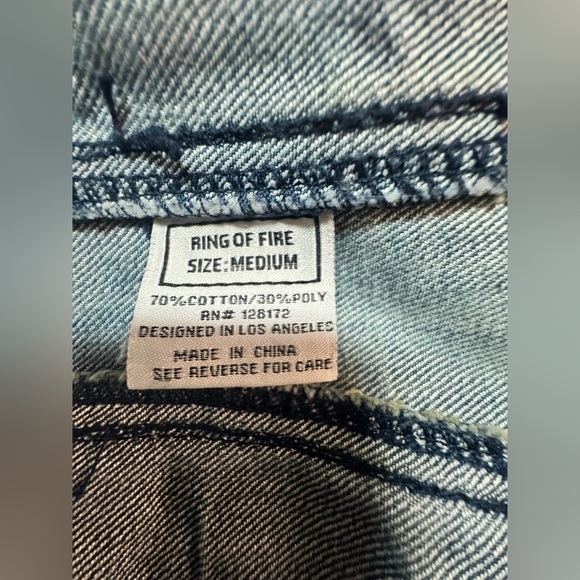 RING OF FIRE
SIZE: MEDIUM
70%COTTON/30%POLY
RN# 128172
DESIGNED IN LOS ANGELES
MADE IN CHINA
SEE REVERSE FOR CARE